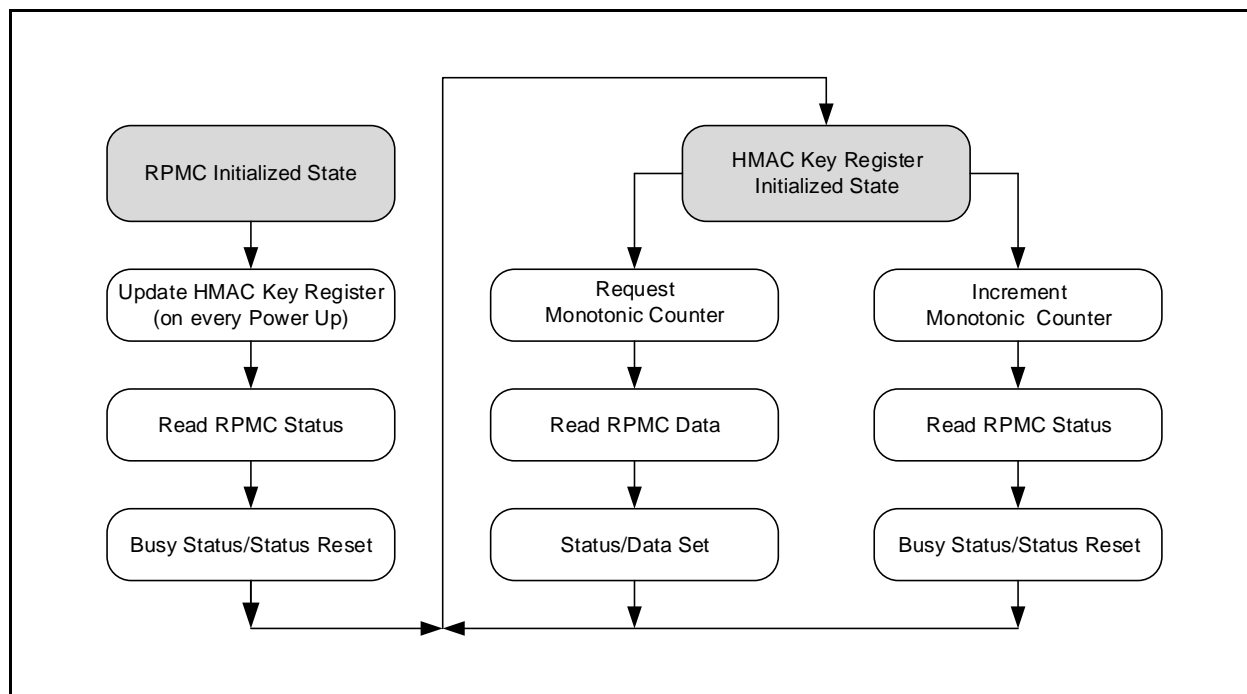 RPMC Initialized State
Update HMAC Key Register
(on every Power Up)
Read RPMC Status
Busy Status/Status Reset
HMAC Key Register
Initialized State
Request
Monotonic Counter
Read RPMC Data
Status/Data Set
Increment
Monotonic Counter
Read RPMC Status
Busy Status/Status Reset